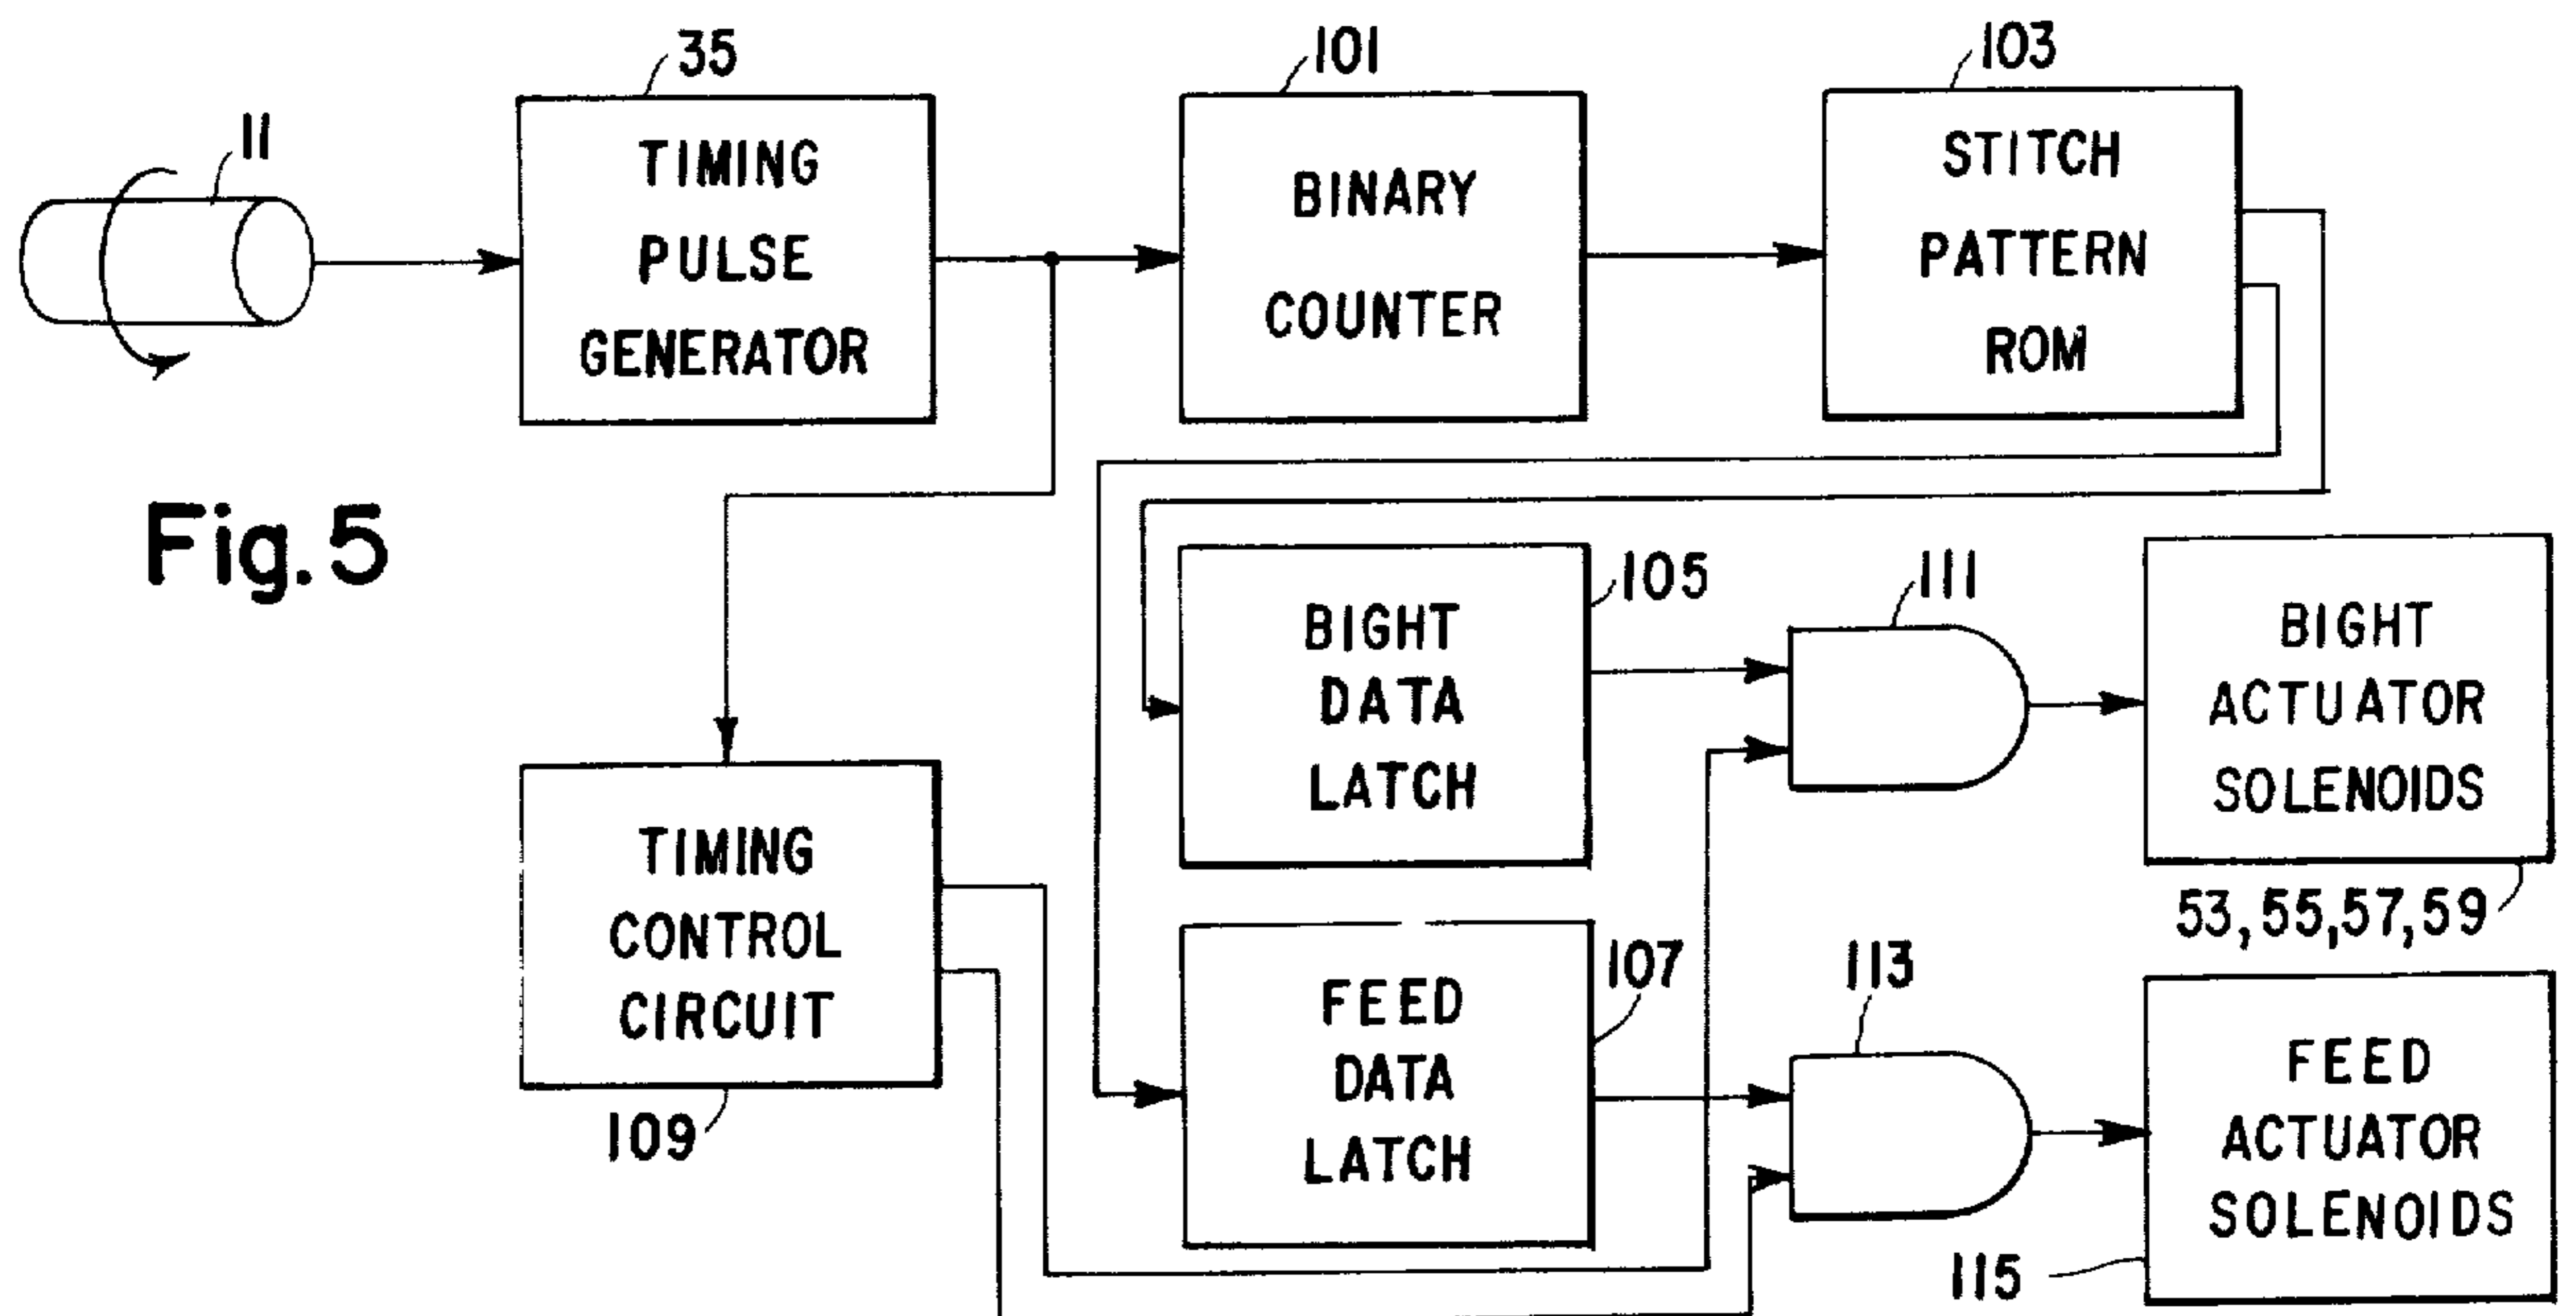 35
101
103
11
TIMING
PULSE
GENERATOR
BINARY
COUNTER
STITCH
PATTERN
ROM
Fig. 5
105
111
BIGHT
DATA
LATCH
BIGHT
ACTUATOR
SOLENOIDS
53, 55, 57, 59
TIMING
CONTROL
CIRCUIT
109
107
113
FEED
DATA
LATCH
FEED
ACTUATOR
SOLENOIDS
115